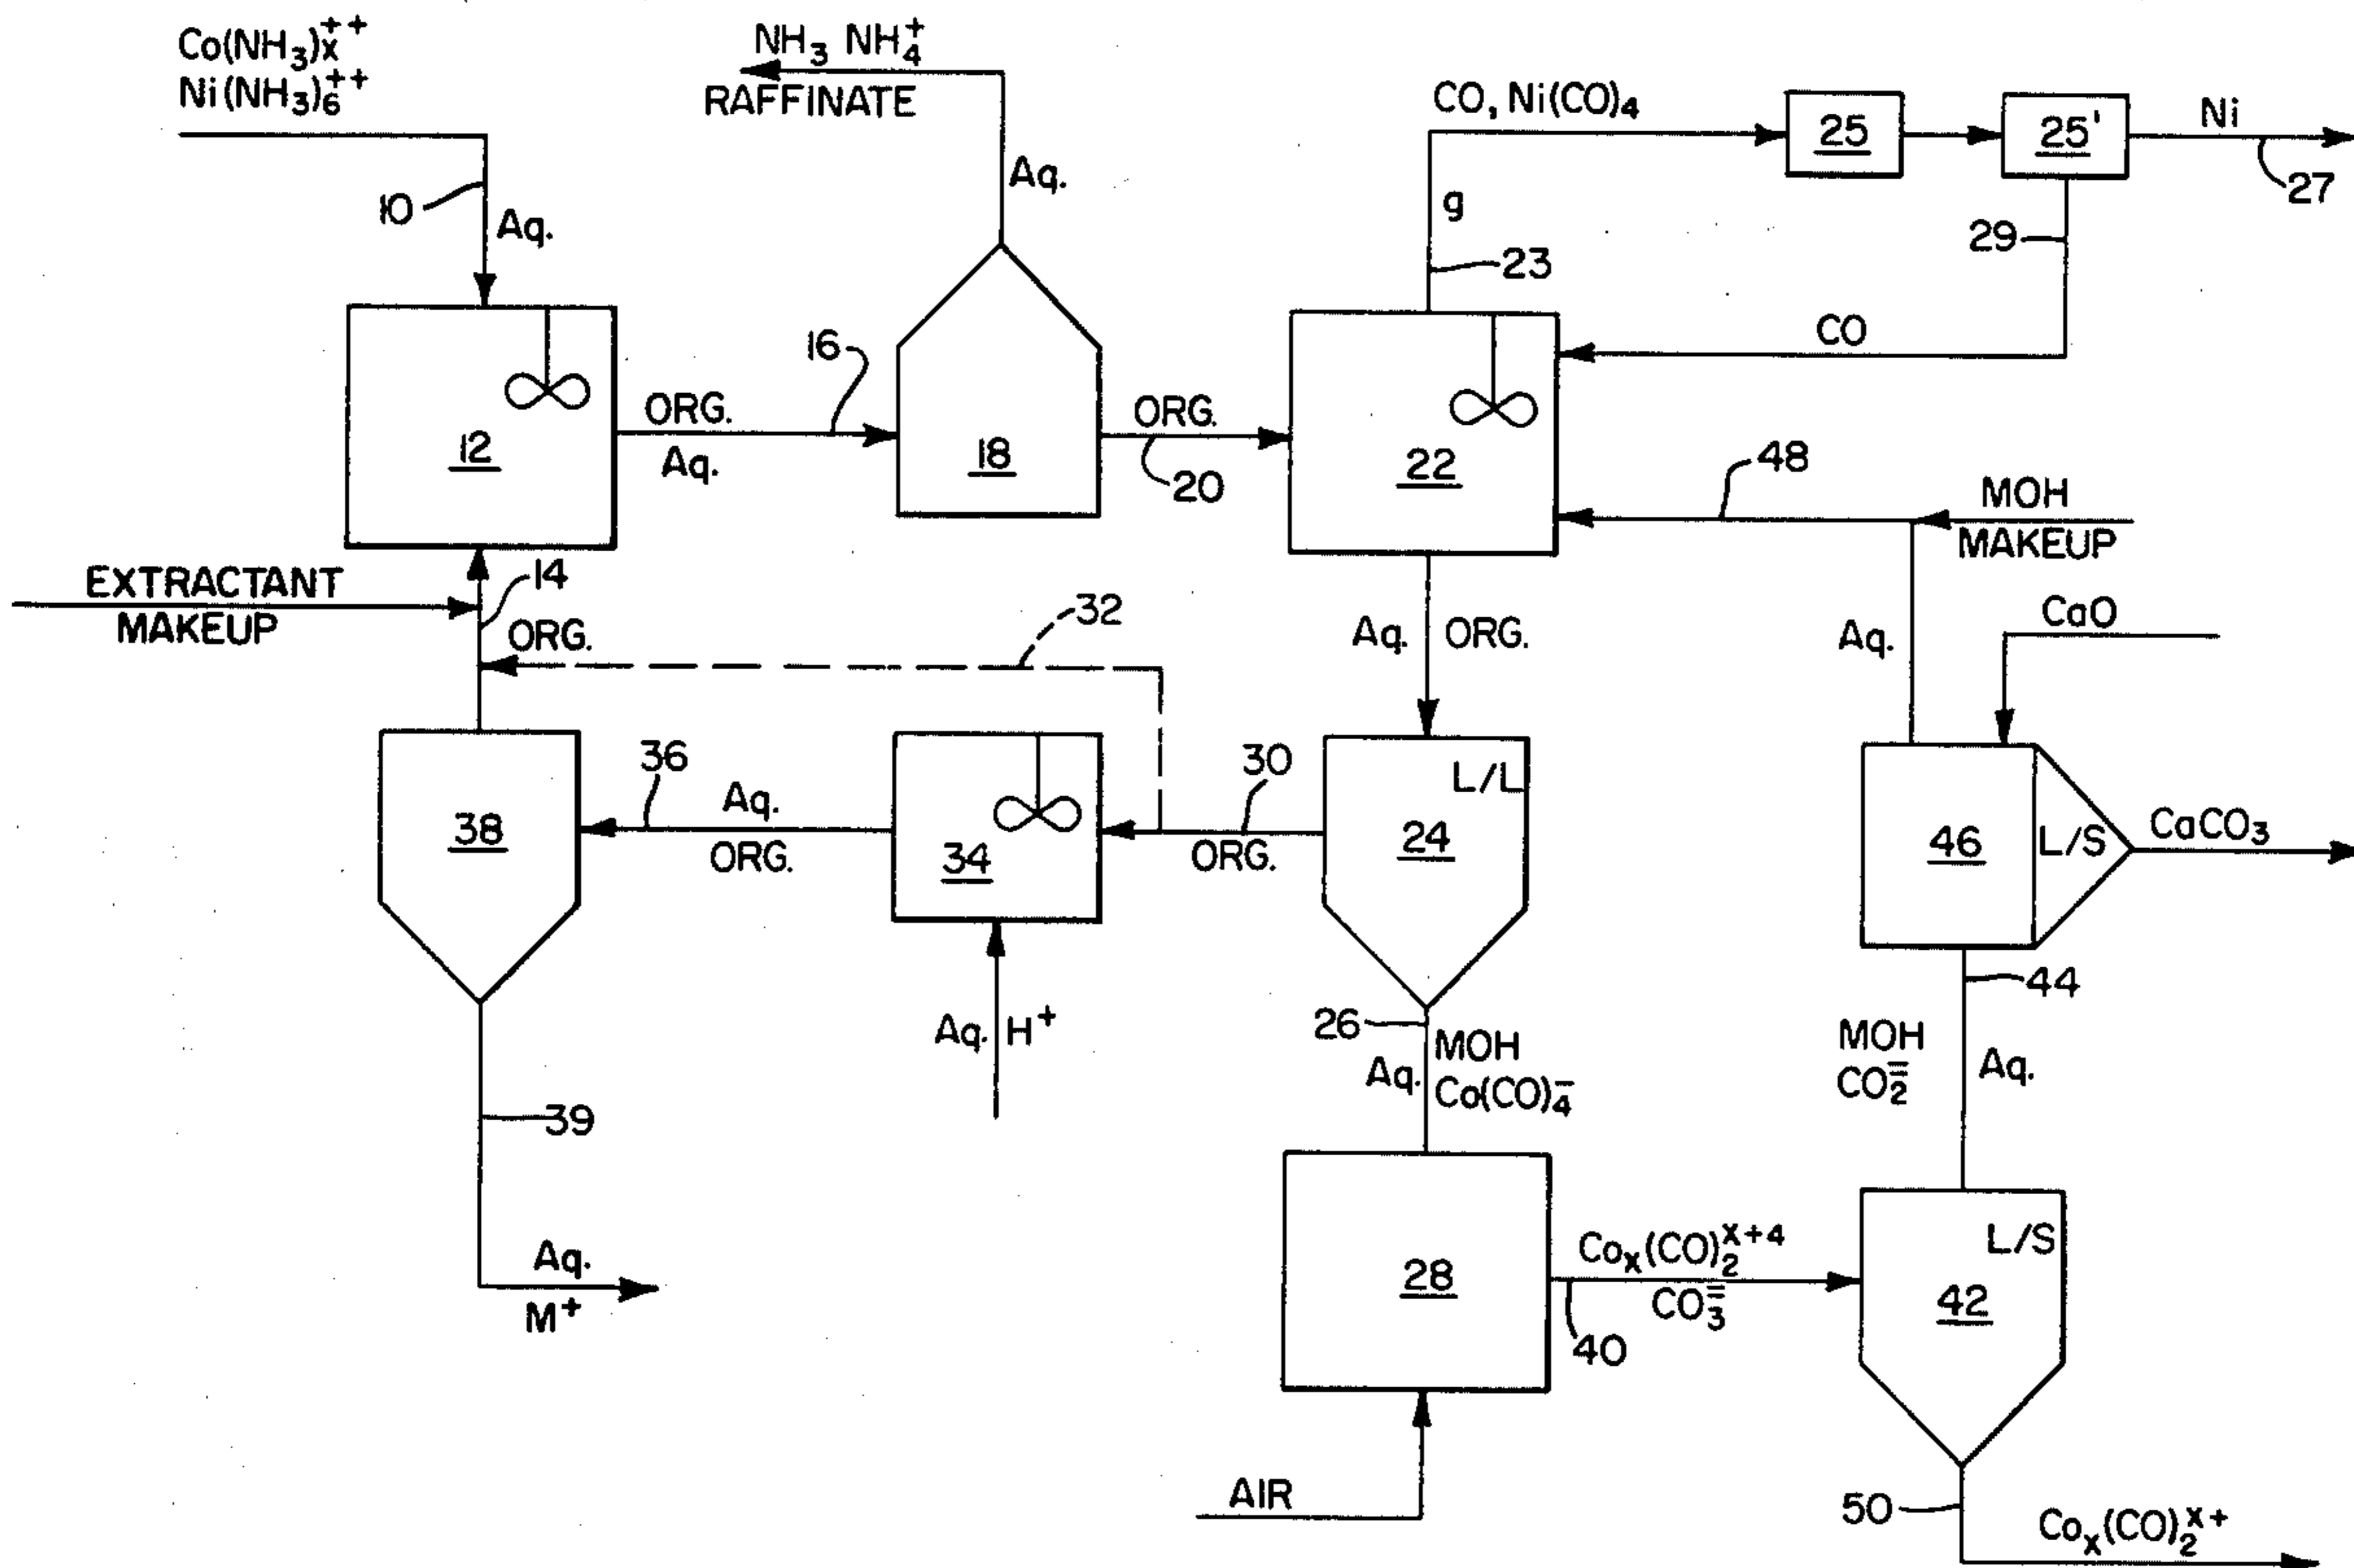 Co(NH₃)ₓ⁺⁺
Ni(NH₃)₆⁺⁺
10
Aq.
12
EXTRACTANT
MAKEUP
14
ORG.
ORG.
16
Aq.
NH₃ NH₄⁺
RAFFINATE
Aq.
18
ORG.
20
CO, Ni(CO)₄
g
23
25
25'
Ni
27
29
CO
22
48
MOH
MAKEUP
Aq.
CaO
Aq. ORG.
32
L/L
24
30
ORG.
34
Aq. H⁺
36
Aq.
ORG.
38
39
Aq.
M⁺
26
MOH
Aq. Co(CO)₄⁻
28
AIR
Coₓ(CO)₂ˣ⁺⁴
CO₃⁼
40
L/S
42
50
Coₓ(CO)₂ˣ⁺
44
MOH
CO₂⁼
Aq.
46
L/S
CaCO₃